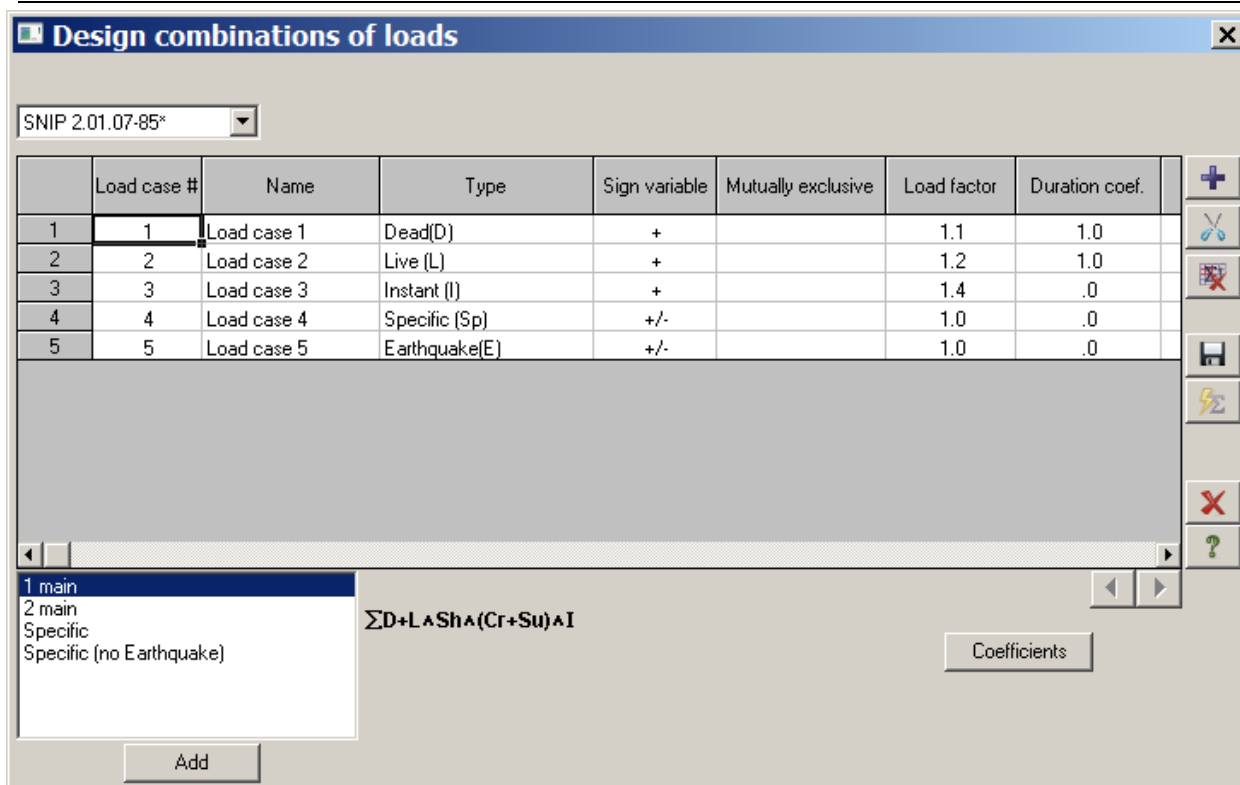 Design combinations of loads
SNIP 2.01.07-85*
Load case # Name Type Sign variable Mutually exclusive Load factor Duration coef.
1 1 Load case 1 Dead(D) + 1.1 1.0
2 2 Load case 2 Live (L) + 1.2 1.0
3 3 Load case 3 Instant (I) + 1.4 .0
4 4 Load case 4 Specific (Sp) +/- 1.0 .0
5 5 Load case 5 Earthquake(E) +/- 1.0 .0
1 main
2 main
Specific
Specific (no Earthquake)
∑D+L∧Sh∧(Cr+Su)∧I
Coefficients
Add